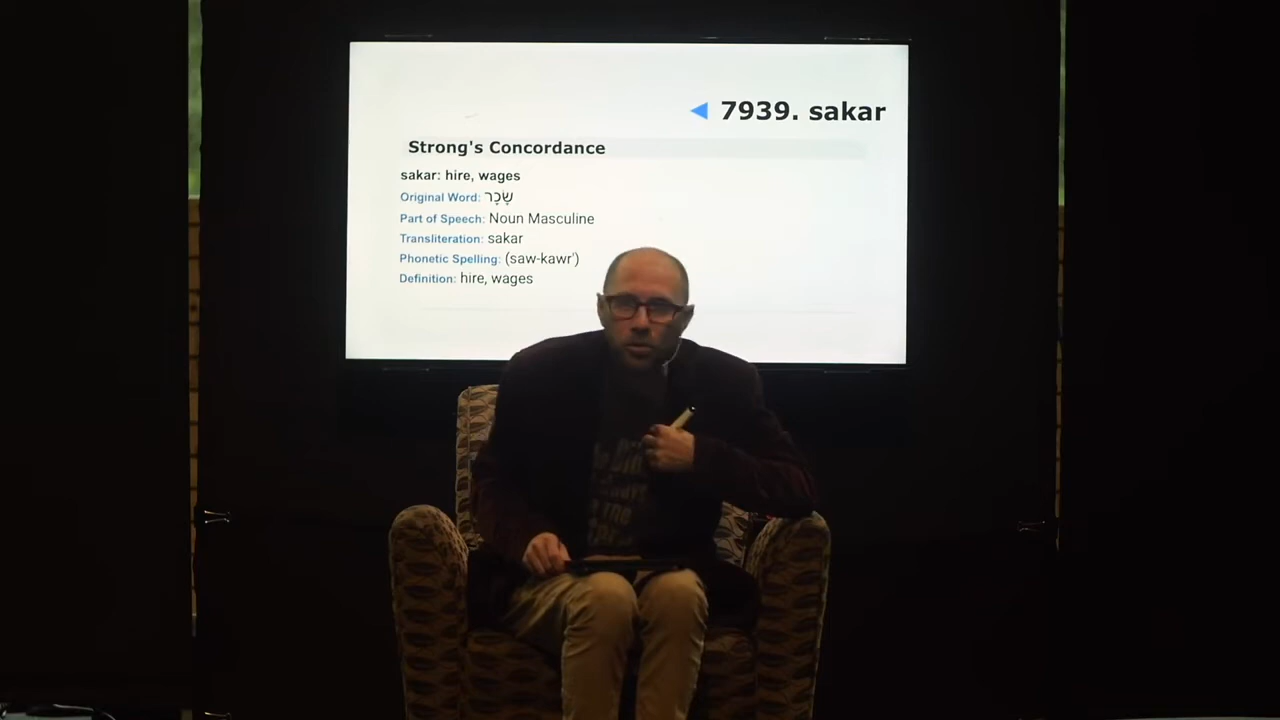 ◀ 7939. sakar
Strong's Concordance
sakar: hire, wages
Original Word: שָׂכָר
Part of Speech: Noun Masculine
Transliteration: sakar
Phonetic Spelling: (saw-kawr')
Definition: hire, wages